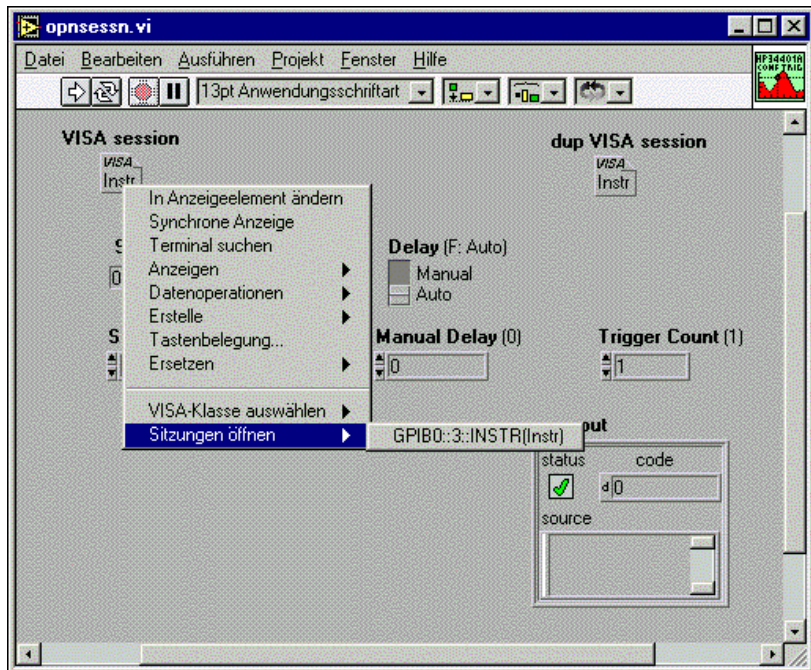 opnsessn.vi
Datei Bearbeiten Ausführen Projekt Fenster Hilfe
HP34401A
CONF TRIG
13pt Anwendungsschriftart
VISA session
dup VISA session
VISA
Instr
VISA
Instr
In Anzeigeelement ändern
Synchrone Anzeige
Terminal suchen
Anzeigen
Datenoperationen
Erstelle
Tastenbelegung...
Ersetzen
VISA-Klasse auswählen
Sitzungen öffnen
GPIB0::3::INSTR(Instr)
S
0
Delay (F: Auto)
Manual
Auto
S
Manual Delay (0)
0
Trigger Count (1)
1
out
status code
d 0
source